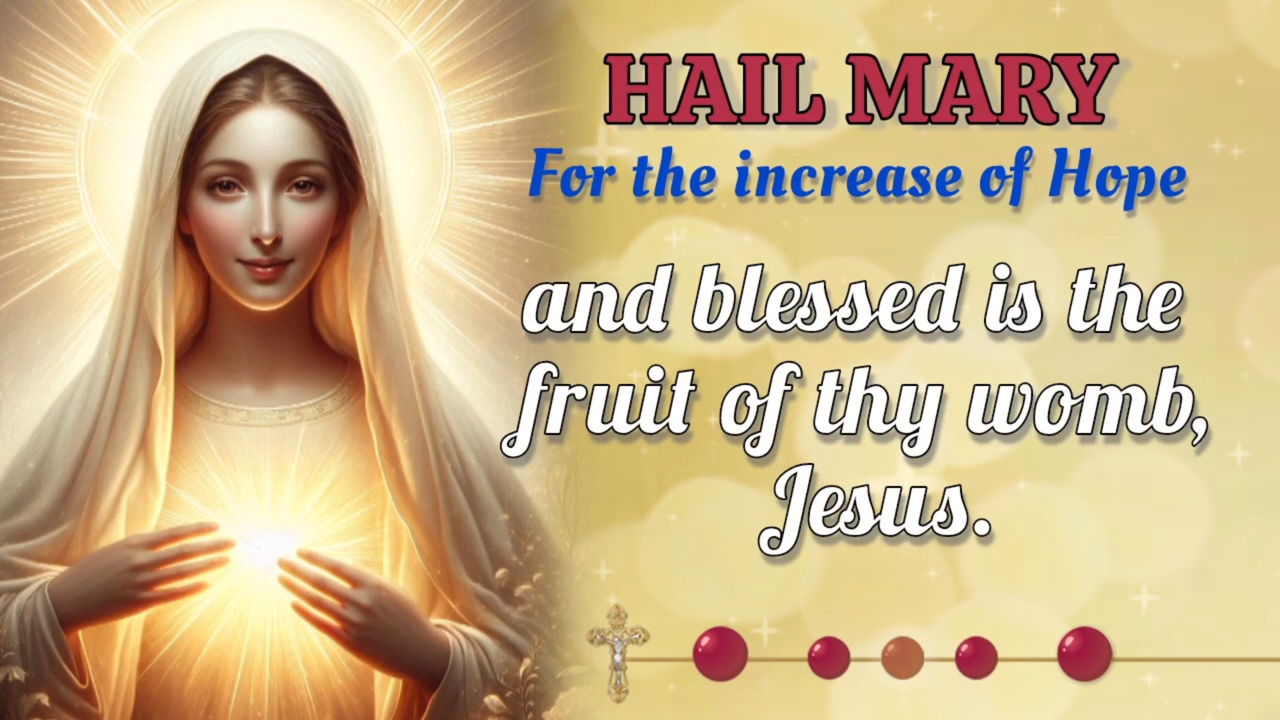 HAIL MARY
For the increase of Hope
and blessed is the
fruit of thy womb,
Jesus.